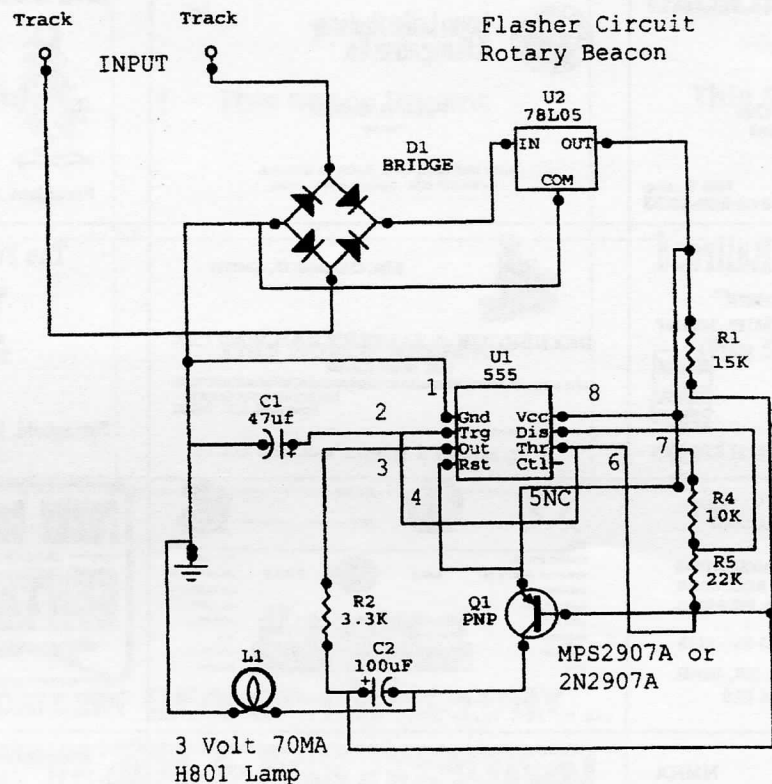 Track
Track
INPUT
Flasher Circuit
Rotary Beacon
U2
78L05
IN OUT
COM
D1
BRIDGE
R1
15K
U1
555
1
8
Gnd Vcc
2
Trg Dis
7
3
Out Thr
6
4
Rst Ctl
5NC
C1
47uf
+
R4
10K
R5
22K
R2
3.3K
Q1
PNP
C2
100uF
+
L1
MPS2907A or
2N2907A
3 Volt 70MA
H801 Lamp